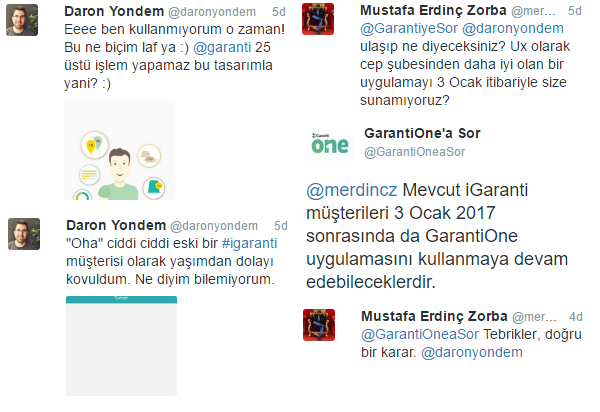 Daron Yondem @daronyondem 5d
Eeee ben kullanmıyorum o zaman!
Bu ne biçim laf ya :) @garanti 25
üstü işlem yapamaz bu tasarımla
yani? :)
Daron Yondem @daronyondem 5d
"Oha" ciddi ciddi eski bir #igaranti
müşterisi olarak yaşımdan dolayı
kovuldum. Ne diyim bilemiyorum.
Mustafa Erdinç Zorba @mer... 5d
@GarantiyeSor @daronyondem
ulaşıp ne diyeceksiniz? Ux olarak
cep şubesinden daha iyi olan bir
uygulamayı 3 Ocak itibariyle size
sunamıyoruz?
Garanti
one
GarantiOne'a Sor
@GarantiOneaSor
@merdincz Mevcut iGaranti
müşterileri 3 Ocak 2017
sonrasında da GarantiOne
uygulamasını kullanmaya devam
edebileceklerdir.
Mustafa Erdinç Zorba @mer... 4d
@GarantiOneaSor Tebrikler, doğru
bir karar. @daronyondem